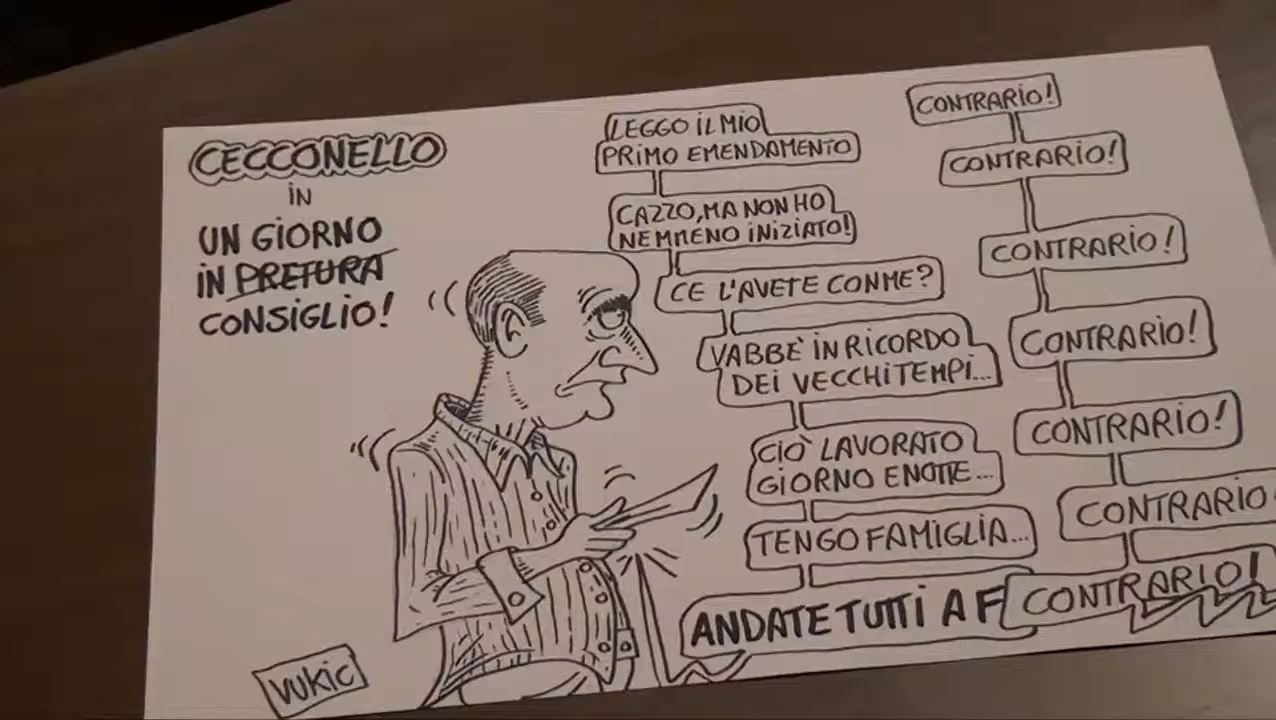 CECCONELLO
IN
UN GIORNO
IN PRETURA
CONSIGLIO!
LEGGO IL MIO
PRIMO EMENDAMENTO
CONTRARIO!
CAZZO, MA NON HO
NEMMENO INIZIATO!
CONTRARIO!
CE L'AVETE CON ME?
CONTRARIO!
VABBÈ IN RICORDO
DEI VECCHI TEMPI...
CONTRARIO!
CIÒ LAVORATO
GIORNO E NOTTE...
CONTRARIO!
TENGO FAMIGLIA...
CONTRARIO
ANDATE TUTTI A F
CONTRARIO!
VUKIC